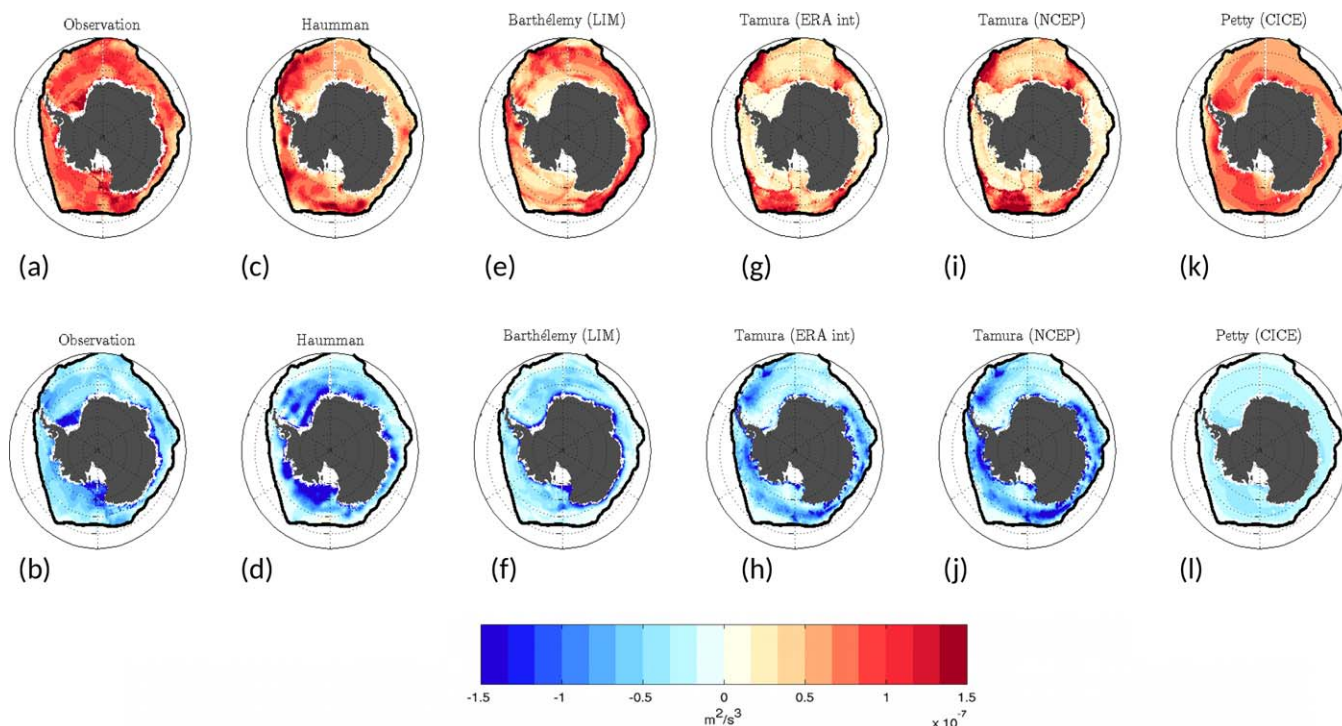 Observation
Haumman
Barthélemy (LIM)
Tamura (ERA int)
Tamura (NCEP)
Petty (CICE)
(a)
(c)
(e)
(g)
(i)
(k)
Observation
Haumman
Barthélemy (LIM)
Tamura (ERA int)
Tamura (NCEP)
Petty (CICE)
(b)
(d)
(f)
(h)
(j)
(l)
-1.5 -1 -0.5 0 0.5 1 1.5
m²/s³
x 10⁻⁷